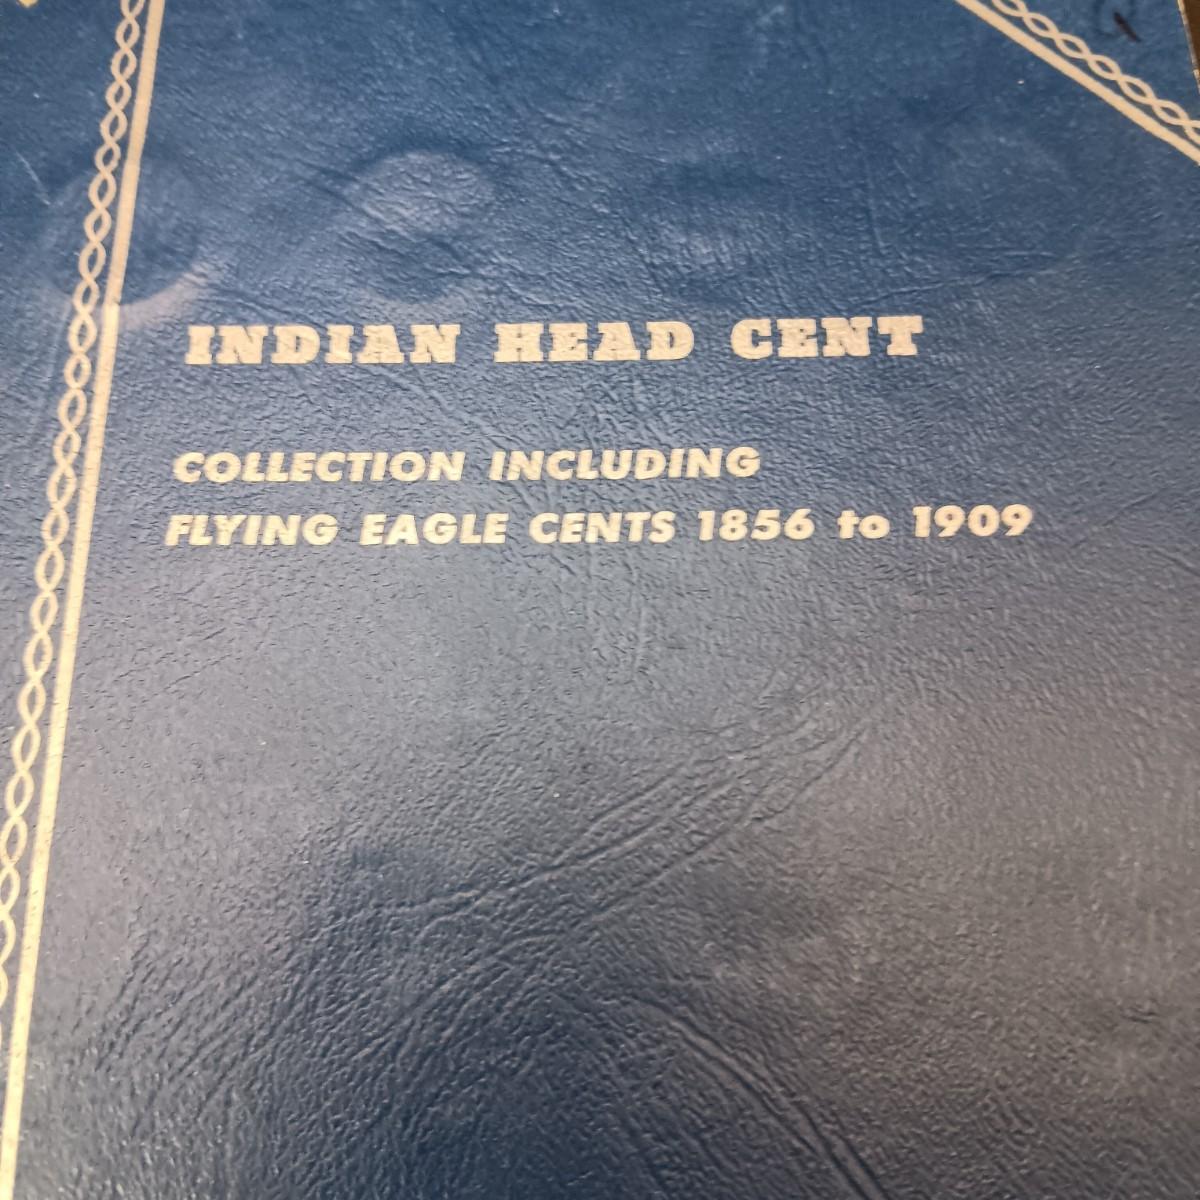 INDIAN HEAD CENT
COLLECTION INCLUDING
FLYING EAGLE CENTS 1856 to 1909